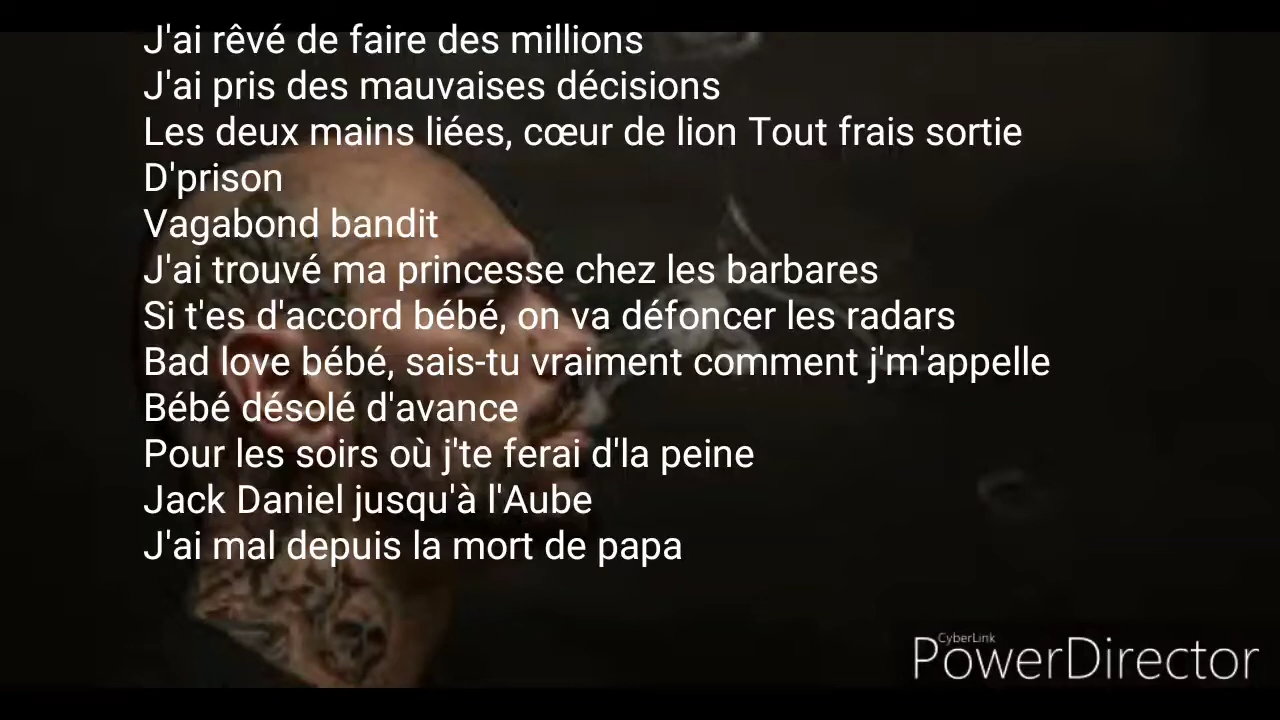 J'ai rêvé de faire des millions
J'ai pris des mauvaises décisions
Les deux mains liées, cœur de lion Tout frais sortie
D'prison
Vagabond bandit
J'ai trouvé ma princesse chez les barbares
Si t'es d'accord bébé, on va défoncer les radars
Bad love bébé, sais-tu vraiment comment j'm'appelle
Bébé désolé d'avance
Pour les soirs où j'te ferai d'la peine
Jack Daniel jusqu'à l'Aube
J'ai mal depuis la mort de papa
CyberLink
PowerDirector